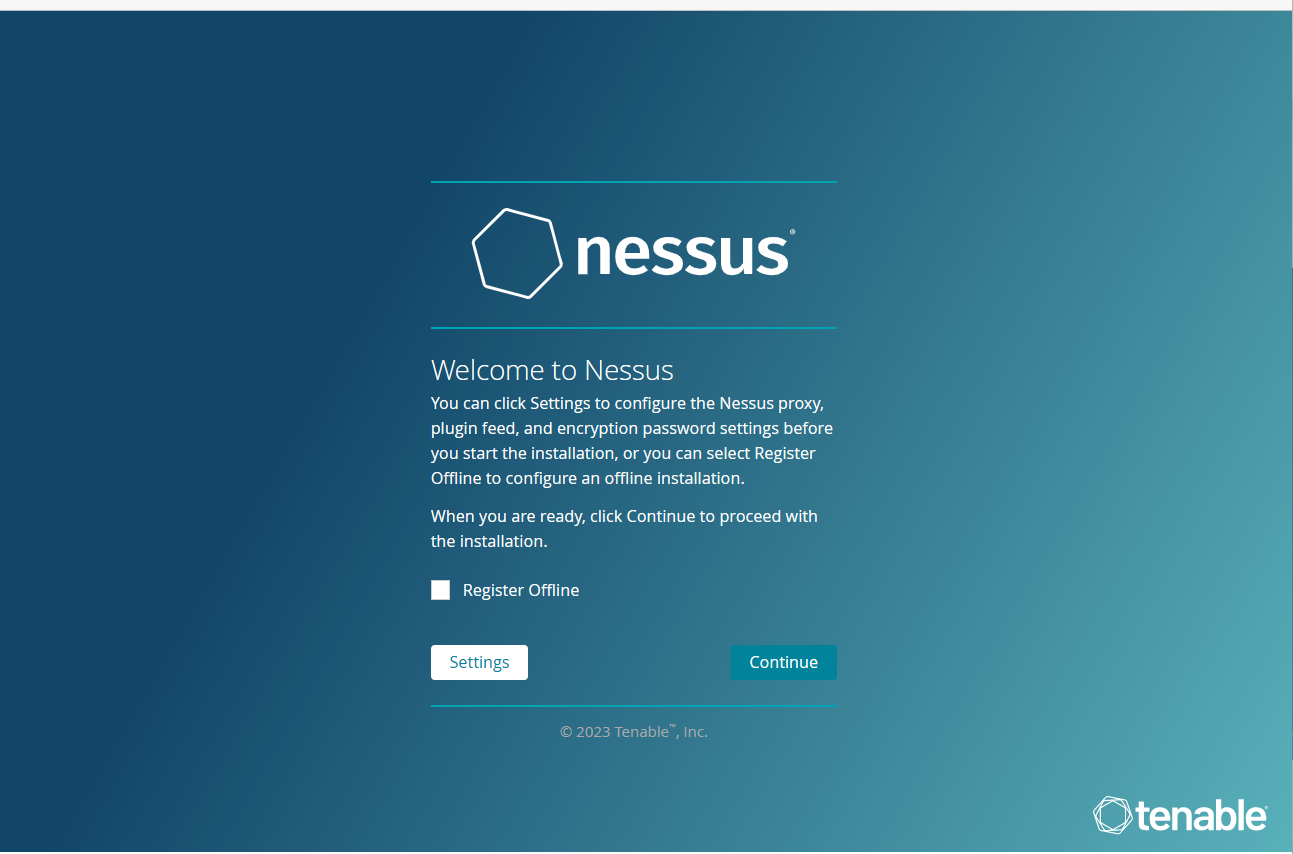 nessus®
Welcome to Nessus
You can click Settings to configure the Nessus proxy,
plugin feed, and encryption password settings before
you start the installation, or you can select Register
Offline to configure an offline installation.
When you are ready, click Continue to proceed with
the installation.
Register Offline
Settings
Continue
© 2023 Tenable™, Inc.
tenable®